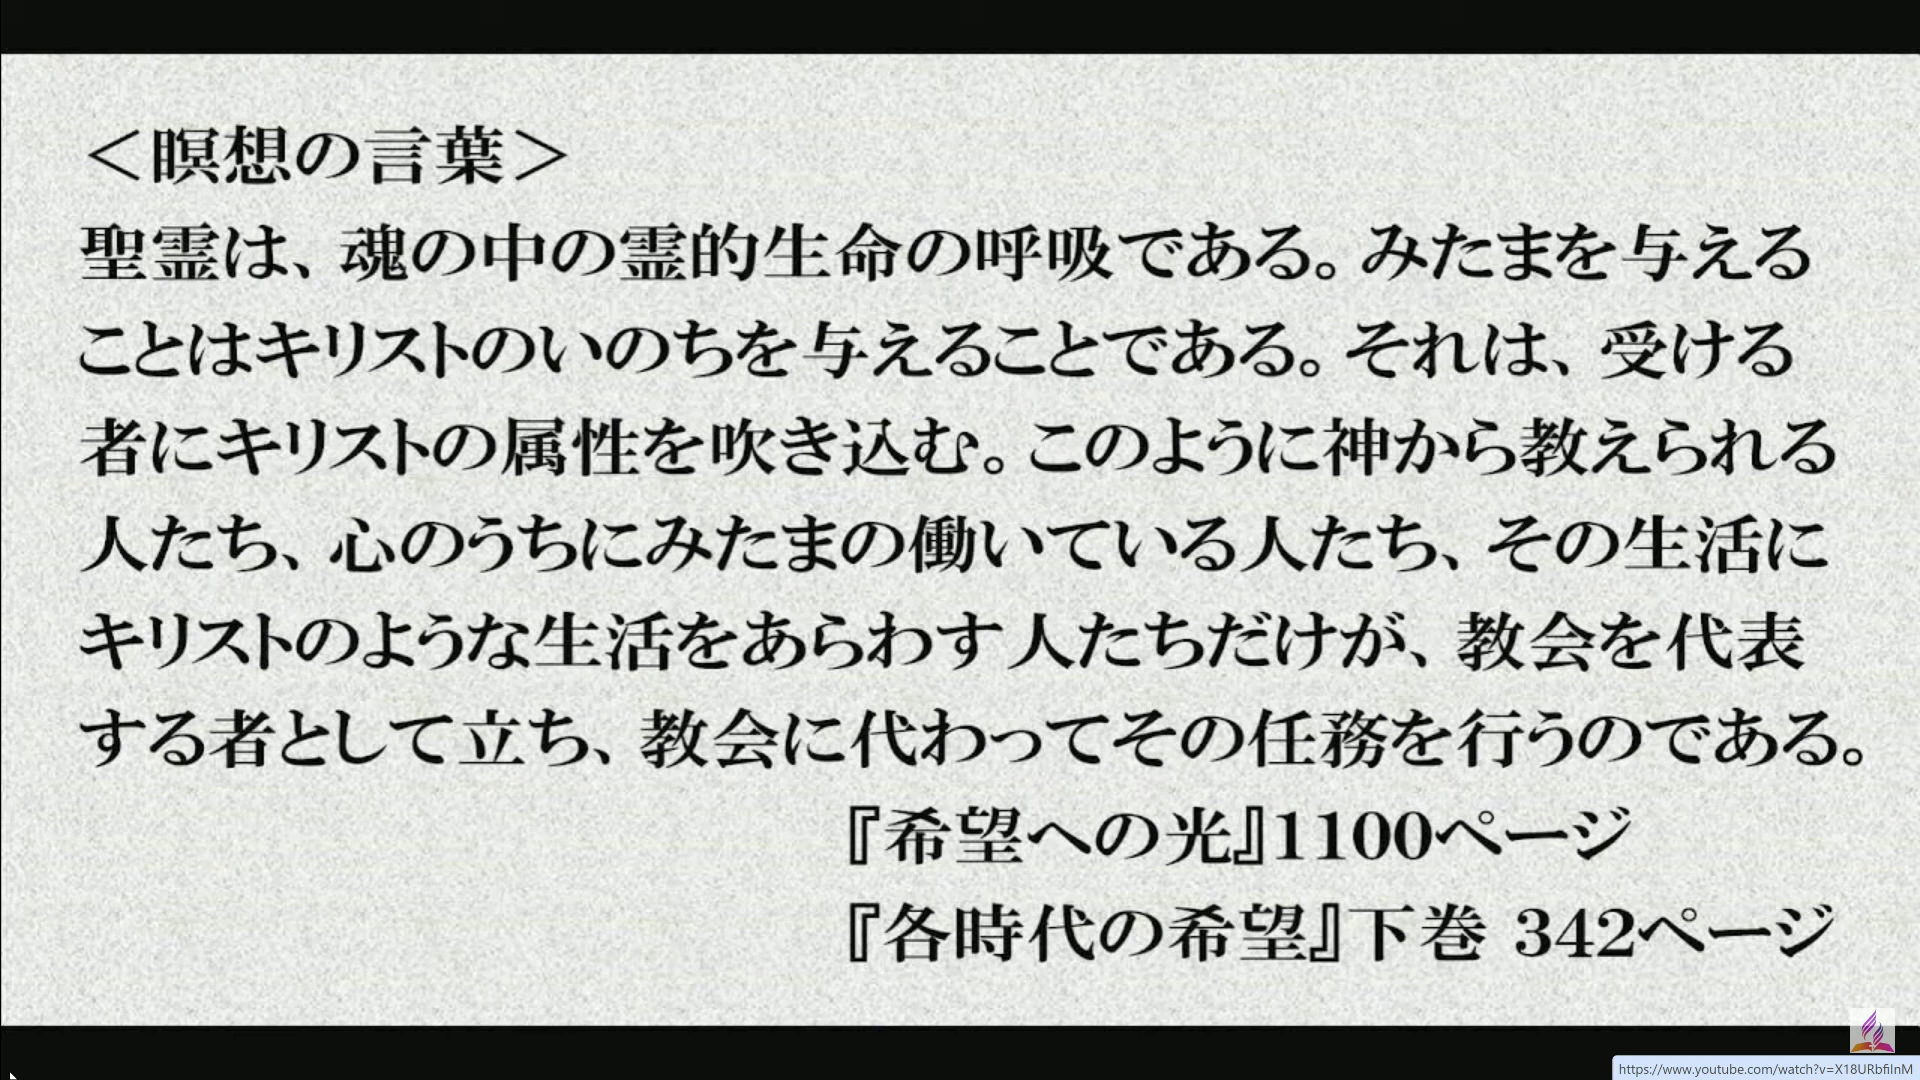 ＜瞑想の言葉＞
聖霊は、魂の中の霊的生命の呼吸である。みたまを与える
ことはキリストのいのちを与えることである。それは、受ける
者にキリストの属性を吹き込む。このように神から教えられる
人たち、心のうちにみたまの働いている人たち、その生活に
キリストのような生活をあらわす人たちだけが、教会を代表
する者として立ち、教会に代わってその任務を行うのである。
『希望への光』1100ページ
『各時代の希望』下巻 342ページ
https://www.youtube.com/watch?v=X18URbfiInM